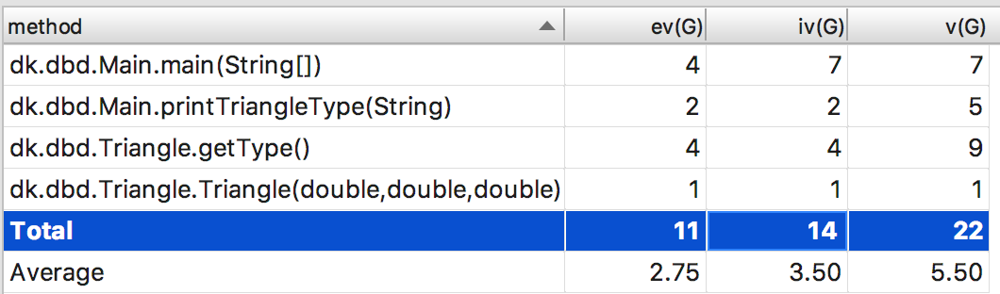 method ev(G) iv(G) v(G)
dk.dbd.Main.main(String[]) 4 7 7
dk.dbd.Main.printTriangleType(String) 2 2 5
dk.dbd.Triangle.getType() 4 4 9
dk.dbd.Triangle.Triangle(double,double,double) 1 1 1
Total 11 14 22
Average 2.75 3.50 5.50